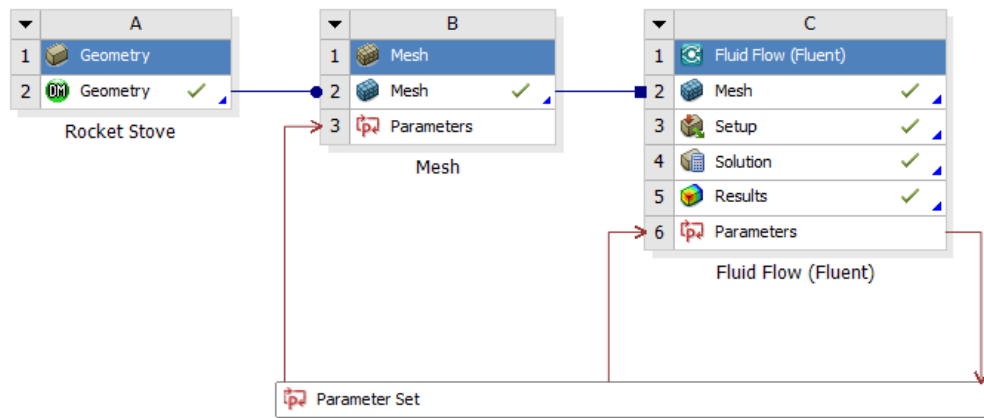 A
1 Geometry
2 DM Geometry
Rocket Stove
B
1 Mesh
2 Mesh
3 Parameters
Mesh
C
1 Fluid Flow (Fluent)
2 Mesh
3 Setup
4 Solution
5 Results
6 Parameters
Fluid Flow (Fluent)
Parameter Set